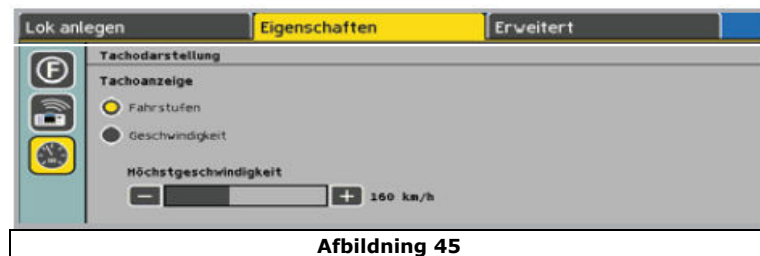 Lok anlegen Eigenschaften Erweitert
F
Tachodarstellung
Tachoanzeige
Fahrstufen
Geschwindigkeit
Höchstgeschwindigkeit
− + 160 km/h
Afbildning 45